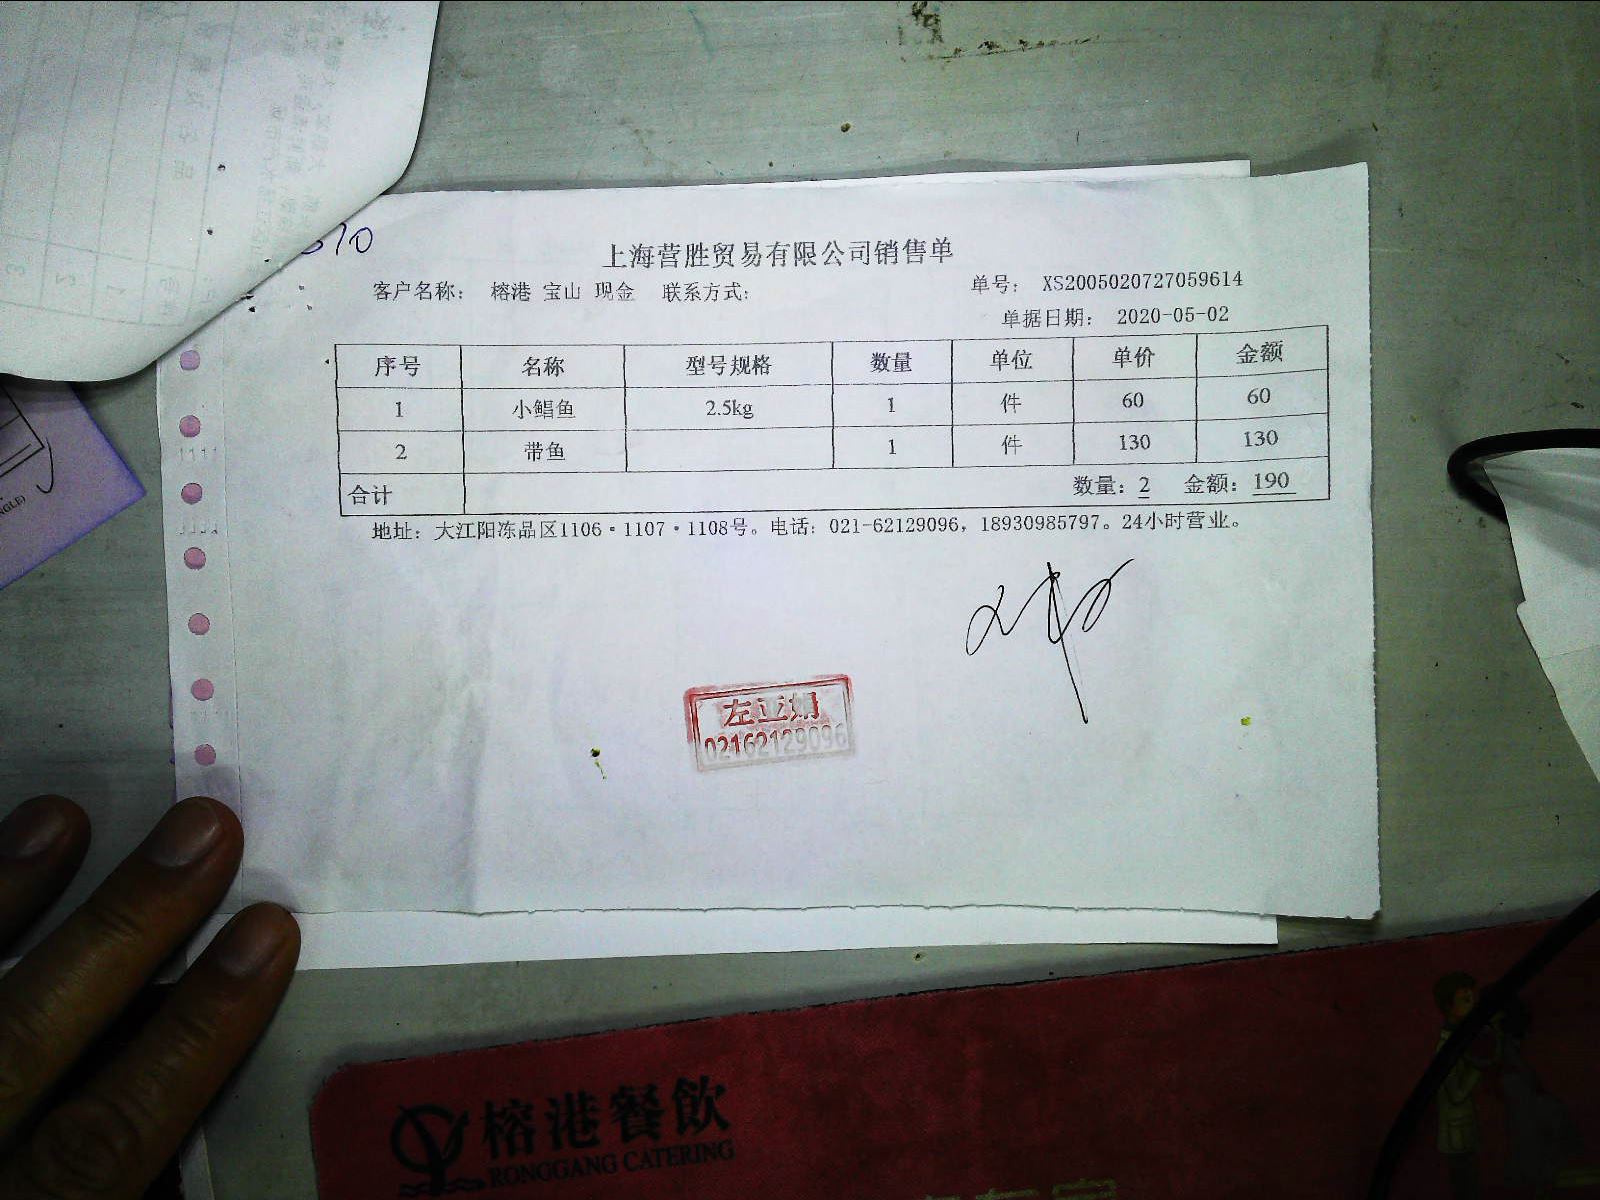 上海营胜贸易有限公司销售单
客户名称： 榕港 宝山 现金 联系方式： 单号： XS2005020727059614
单据日期： 2020-05-02
序号 名称 型号规格 数量 单位 单价 金额
1 小鲳鱼 2.5kg 1 件 60 60
2 带鱼 1 件 130 130
合计 数量：2 金额：190
地址：大江阳冻品区1106·1107·1108号。电话：021-62129096，18930985797。24小时营业。
02162129096
榕港餐飲
RONGGANG CATERING